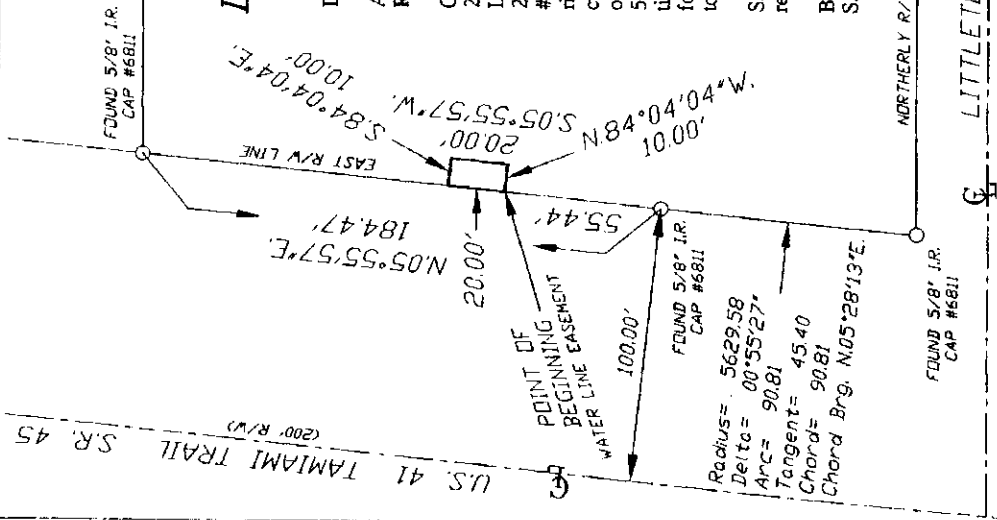 FOUND 5/8" I.R.
CAP #6811
S.84°04'04"E.
10.00'
S.05°55'57"W.
20.00'
N.84°04'04"W.
10.00'
EAST R/W LINE
N.05°55'57"E.
184.47'
20.00'
55.44'
POINT OF
BEGINNING
WATER LINE EASEMENT
100.00'
FOUND 5/8" I.R.
CAP #6811
U.S. 41 TAMIAMI TRAIL S.R. 45
(200' R/W)
Radius= 5629.58
Delta= 00°55'27"
Arc= 90.81
Tangent= 45.40
Chord= 90.81
Chord Brg. N.05°28'13"E.
FOUND 5/8" I.R.
CAP #6811
NORTHERLY R/
LITTLET